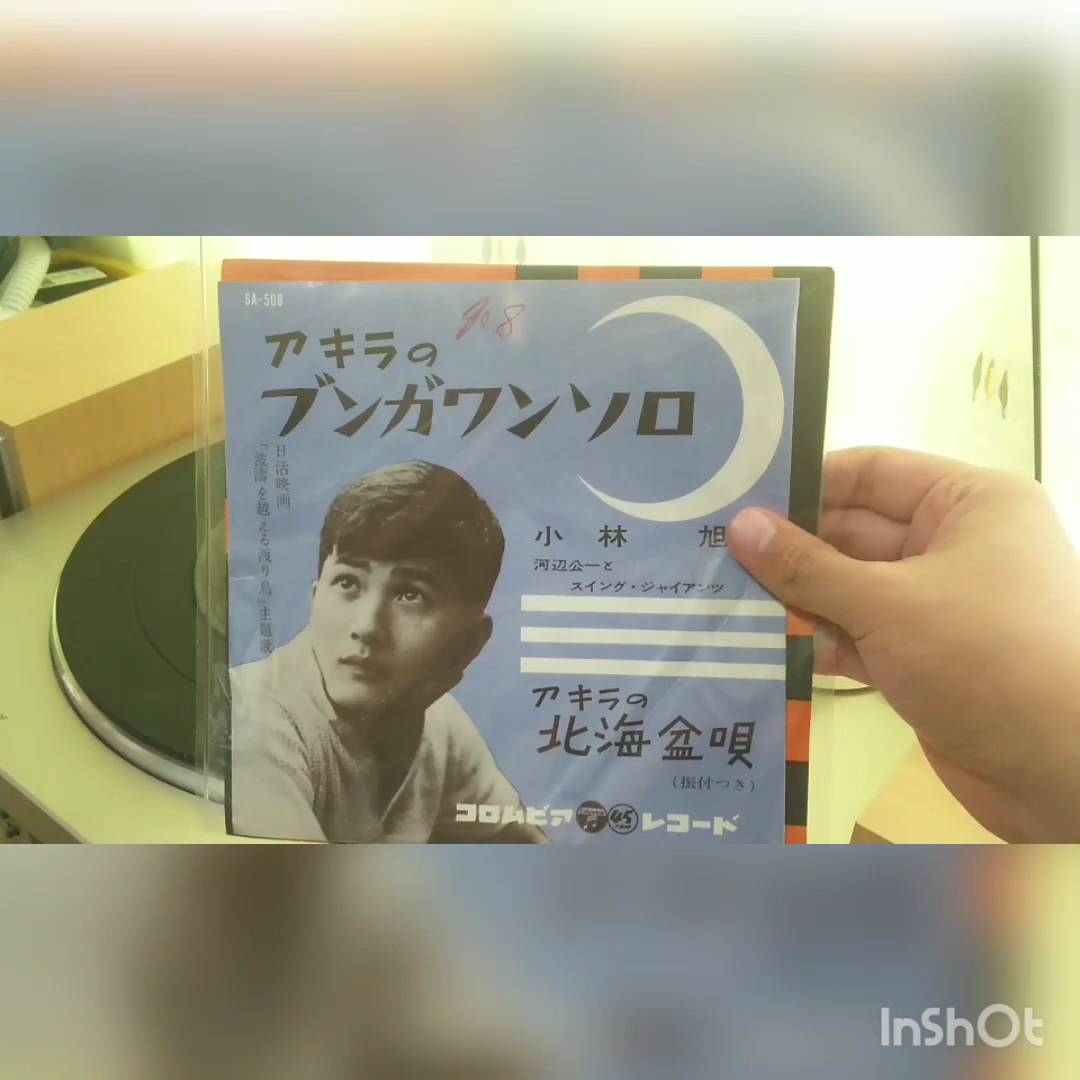 SA-508
908
アキラの
ブンガワンソロ
日活映画
「波濤を越える渡り鳥」主題歌
小林 旭
河辺公一と
スイング・ジャイアンツ
アキラの
北海盆唄
(振付つき)
コロムビア 45 レコード
InShOt